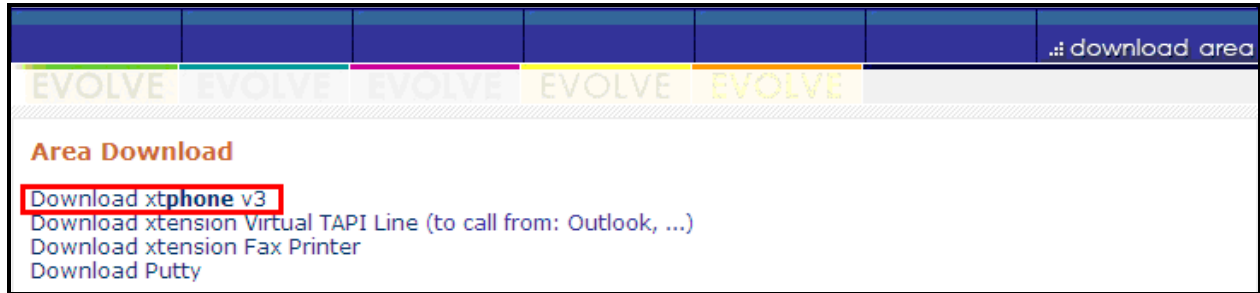 .:: download area
EVOLVE EVOLVE EVOLVE EVOLVE EVOLVE
Area Download
Download xtphone v3
Download xtension Virtual TAPI Line (to call from: Outlook, ...)
Download xtension Fax Printer
Download Putty